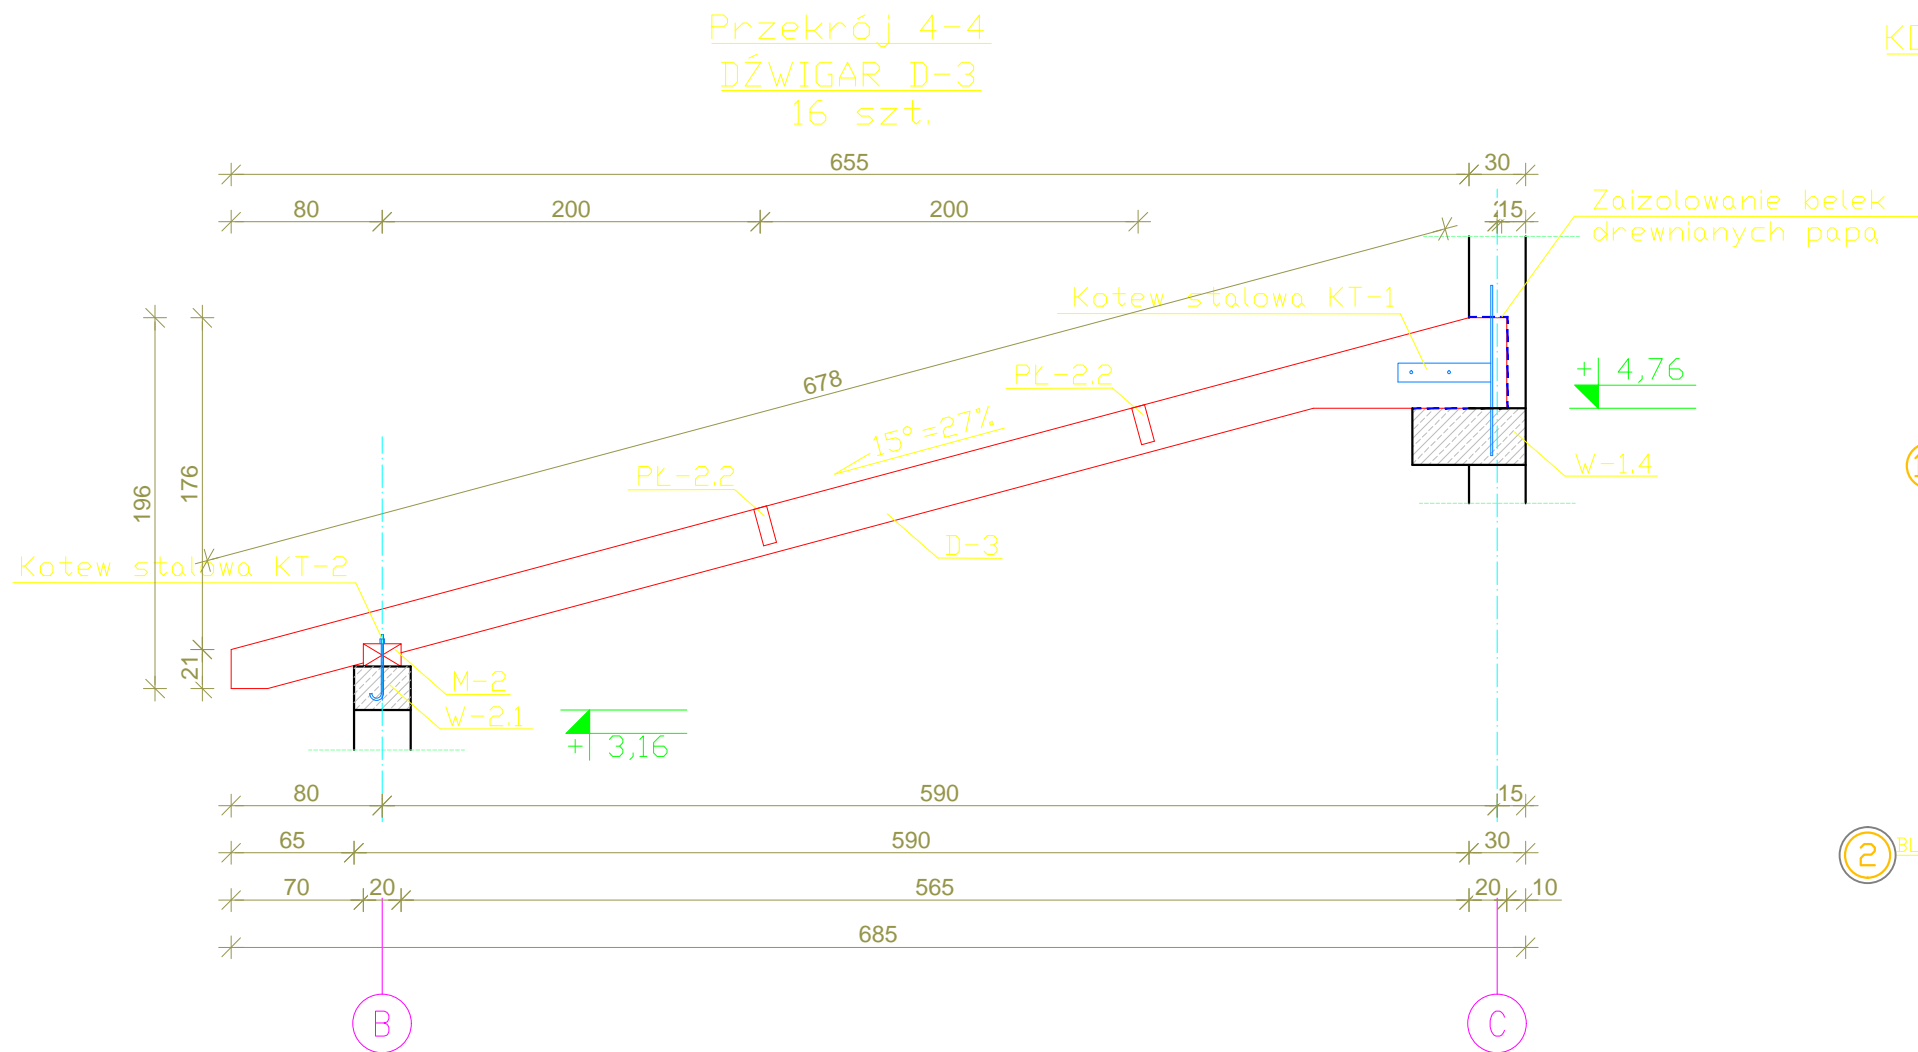 Przekrój 4-4
DŹWIGAR D-3
16 szt.
655
30
80
200
200
15
Zaizolowanie belek
drewnianych papa
Kotew stalowa KT-1
678
PŁ-2.2
15°=27%
+ 4,76
PŁ-2.2
W-1.4
196
176
D-3
Kotew stalowa KT-2
21
M-2
W-2.1
+ 3,16
80
590
15
65
590
30
2
70
20
565
20
10
685
B
C